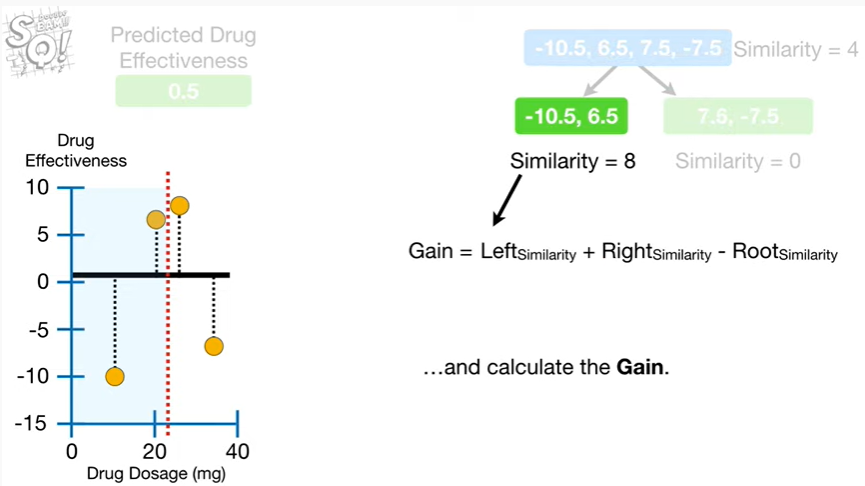 SQ!
Predicted Drug
Effectiveness
0.5
-10.5, 6.5, 7.5, -7.5 Similarity = 4
-10.5, 6.5
7.5, -7.5
Similarity = 8
Similarity = 0
Gain = LeftSimilarity + RightSimilarity - RootSimilarity
…and calculate the Gain.
Drug
Effectiveness
10
5
0
-5
-10
-15
0
20
40
Drug Dosage (mg)